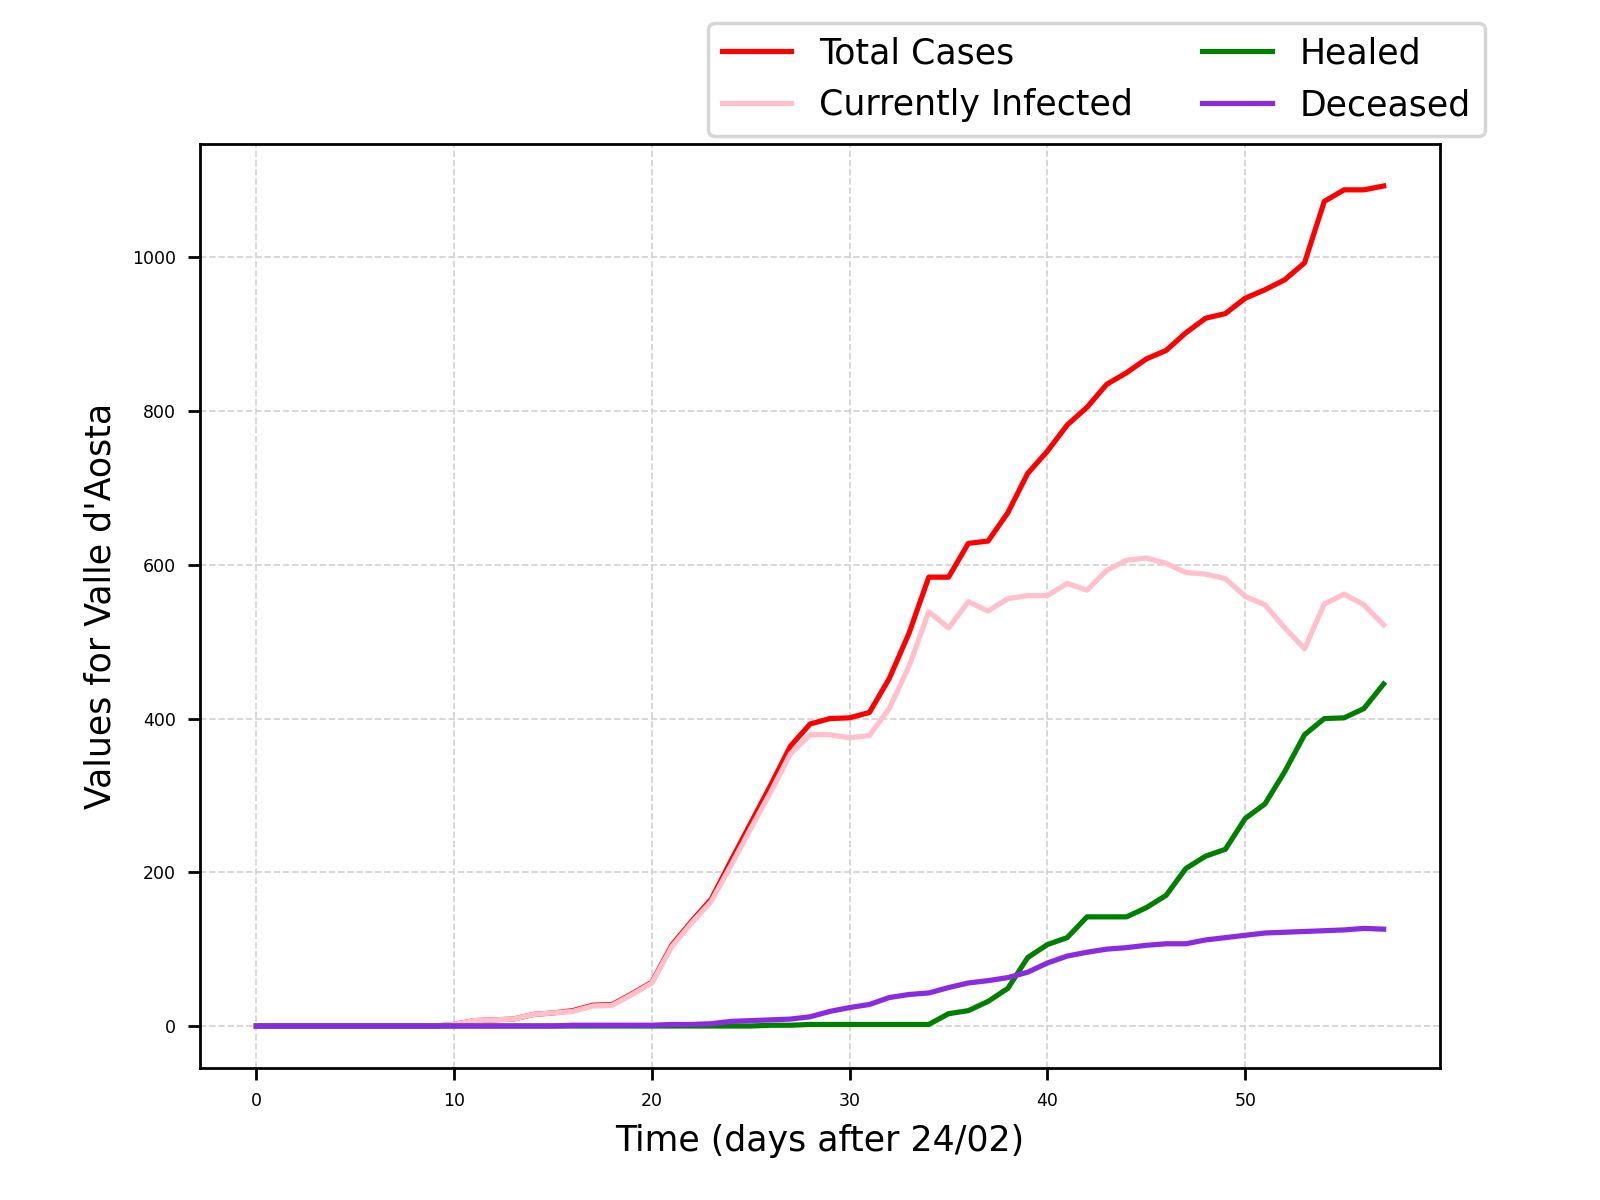 Total Cases
Currently Infected
Healed
Deceased
1000
800
600
400
200
0
Values for Valle d'Aosta
0 10 20 30 40 50
Time (days after 24/02)